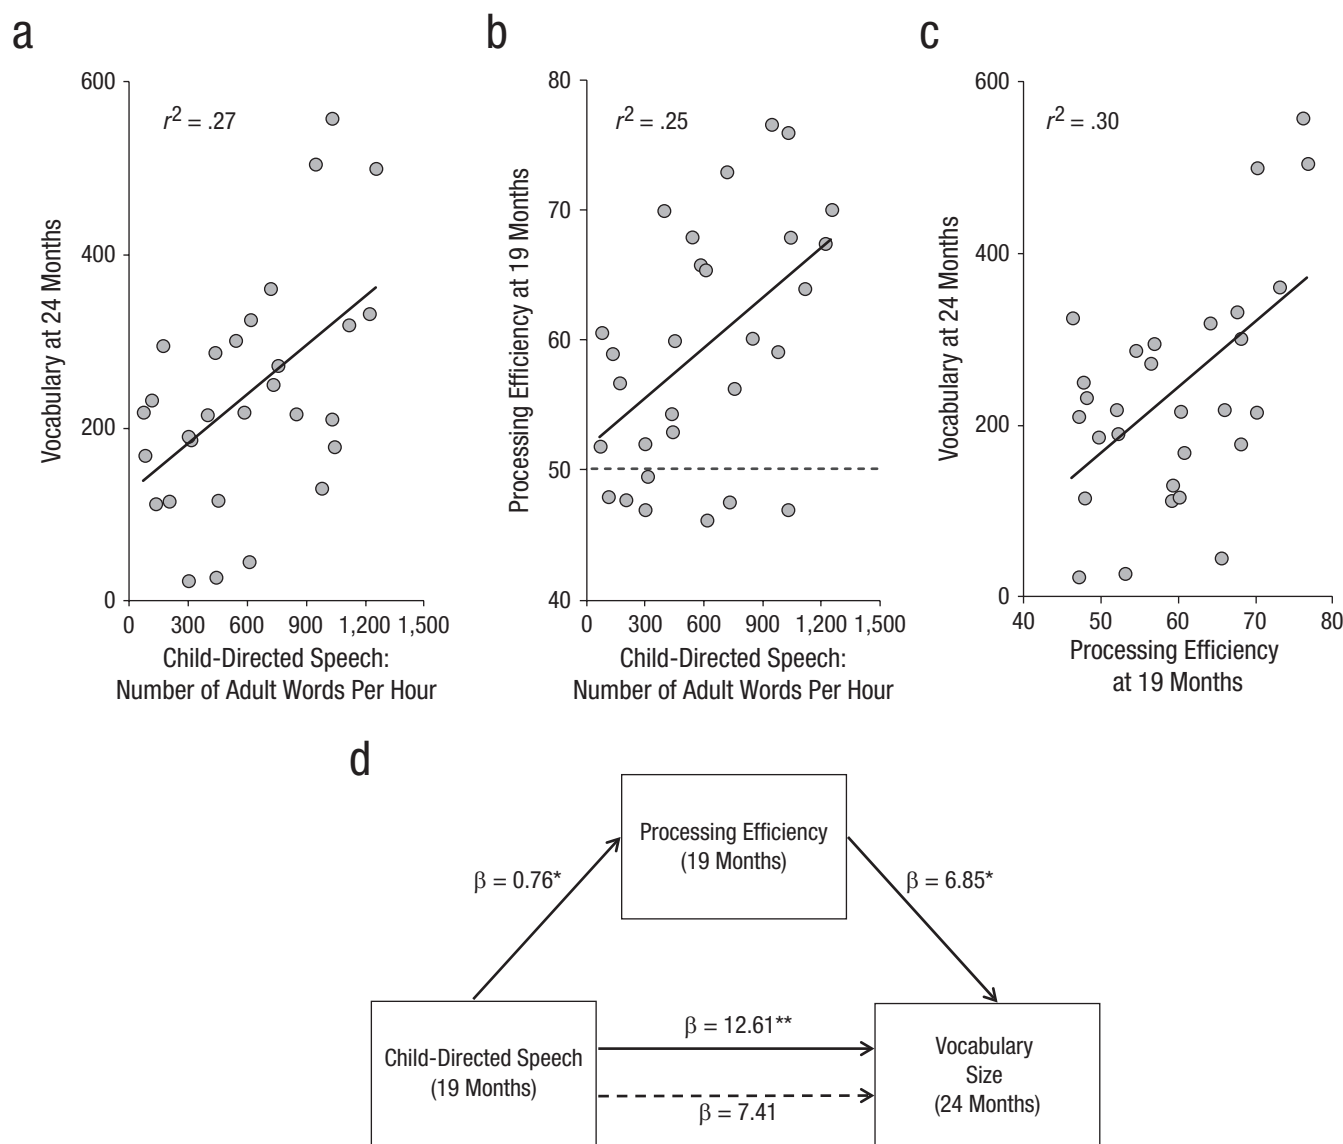 a
600
400
200
0
r² = .27
Vocabulary at 24 Months
0 300 600 900 1,200 1,500
Child-Directed Speech:
Number of Adult Words Per Hour
b
80
70
60
50
40
r² = .25
Processing Efficiency at 19 Months
0 300 600 900 1,200 1,500
Child-Directed Speech:
Number of Adult Words Per Hour
c
600
400
200
0
r² = .30
Vocabulary at 24 Months
40 50 60 70 80
Processing Efficiency
at 19 Months
d
Processing Efficiency
(19 Months)
β = 0.76*
β = 6.85*
Child-Directed Speech
(19 Months)
β = 12.61**
β = 7.41
Vocabulary
Size
(24 Months)